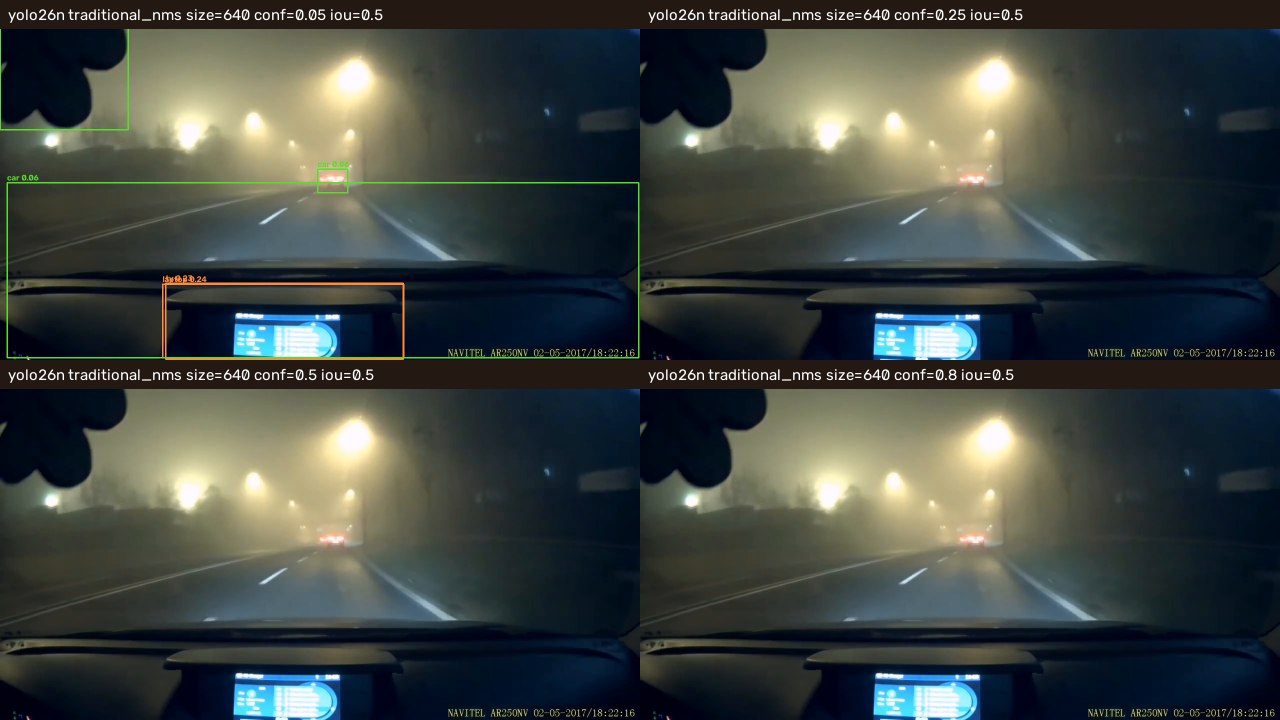 yolo26n traditional_nms size=640 conf=0.05 iou=0.5
yolo26n traditional_nms size=640 conf=0.25 iou=0.5
car 0.06
car 0.06
0.24
NAVITEL AR250NV 02-05-2017/18:22:16
NAVITEL AR250NV 02-05-2017/18:22:16
yolo26n traditional_nms size=640 conf=0.5 iou=0.5
yolo26n traditional_nms size=640 conf=0.8 iou=0.5
NAVITEL AR250NV 02-05-2017/18:22:16
NAVITEL AR250NV 02-05-2017/18:22:16